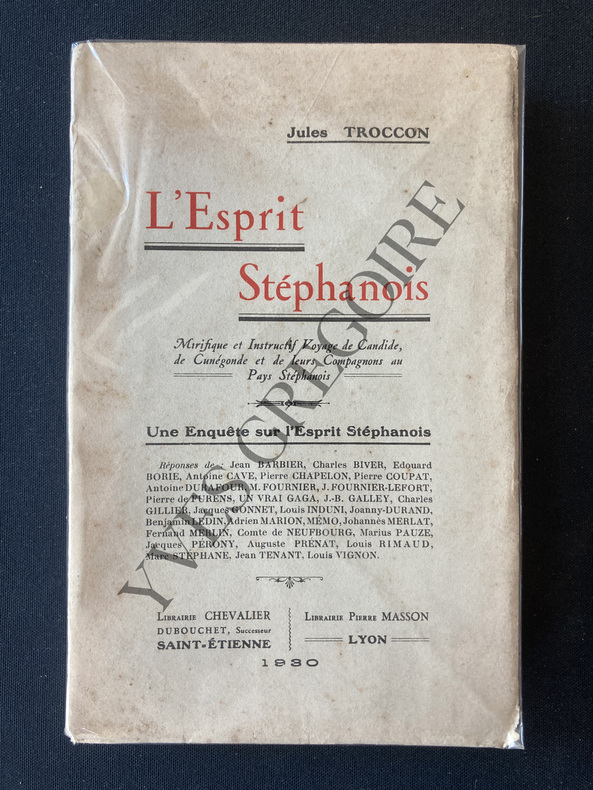 Jules TROCCON
L'Esprit
Stéphanois
Mirifique et Instructif Voyage de Candide,
de Cunégonde et de leurs Compagnons au
Pays Stéphanois
Une Enquête sur l'Esprit Stéphanois
Réponses de : Jean BARBIER, Charles BIVER, Edouard
BORIE, Antoine CAVE, Pierre CHAPELON, Pierre COUPAT,
Antoine DURAFOUR, M. FOURNIER, J. FOURNIER-LEFORT,
Pierre de FURENS, UN VRAI GAGA, J.-B. GALLEY, Charles
GILLIER, Jacques GONNET, Louis INDUNI, Joanny-DURAND,
Benjamin LEDIN, Adrien MARION, MÉMO, Johannès MERLAT,
Fernand MERLIN, Comte de NEUFBOURG, Marius PAUZE,
Jacques PERONY, Auguste PRÉNAT, Louis RIMAUD,
Marc STÉPHANE, Jean TENANT, Louis VIGNON.
LIBRAIRIE CHEVALIER
DUBOUCHET, Successeur
SAINT-ÉTIENNE
LIBRAIRIE PIERRE MASSON
LYON
1930
YVES GREGOIRE